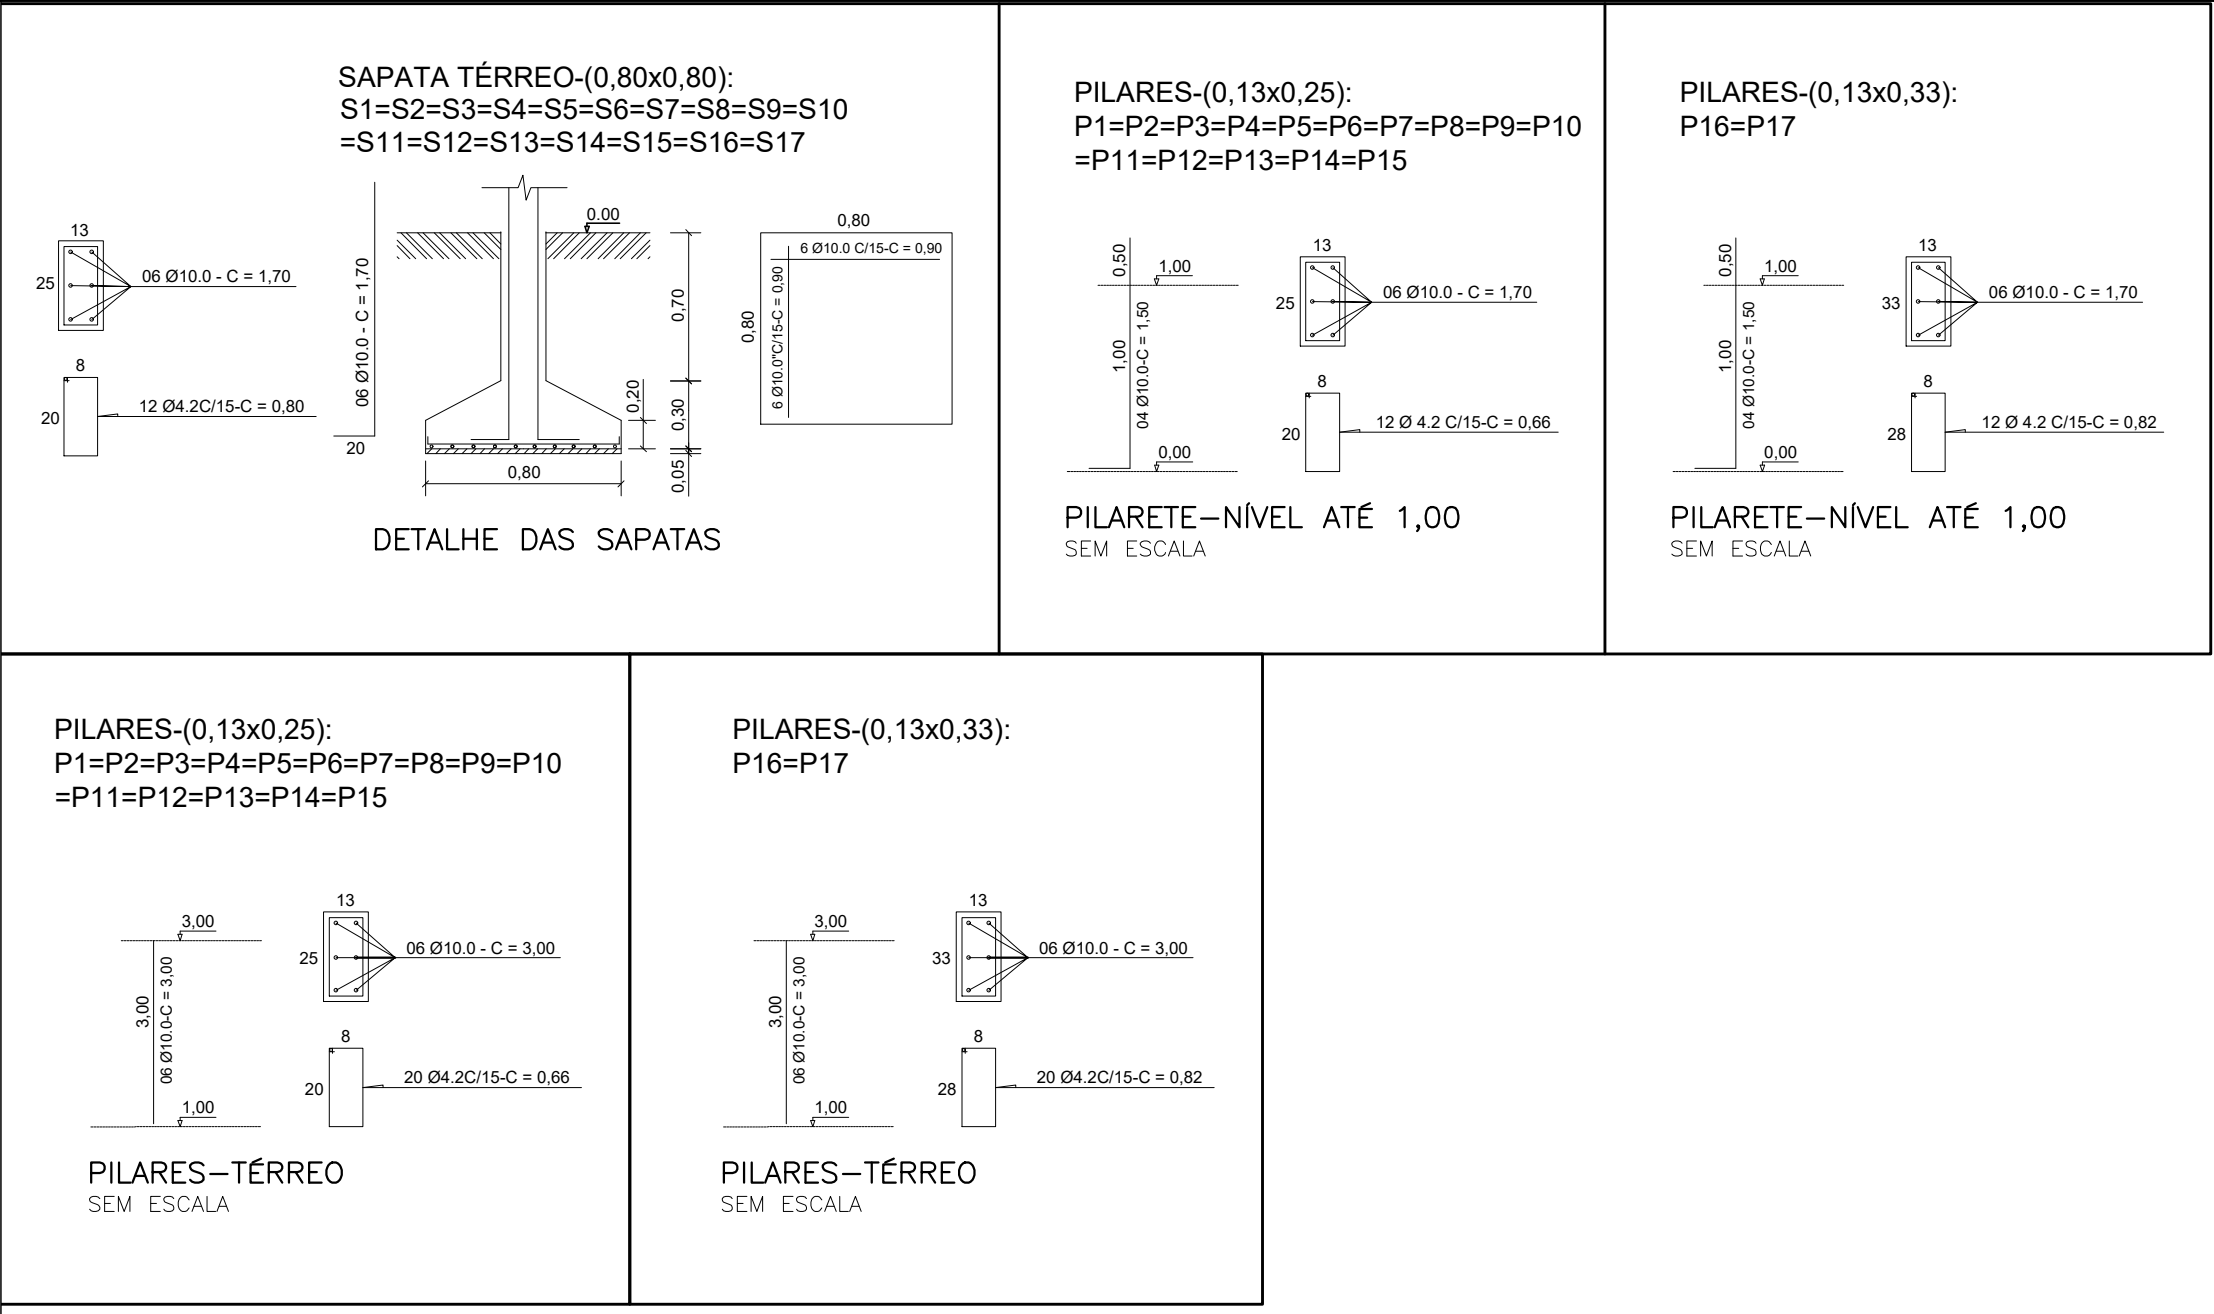 SAPATA TÉRREO-(0,80x0,80):
S1=S2=S3=S4=S5=S6=S7=S8=S9=S10
=S11=S12=S13=S14=S15=S16=S17
13
25
06 Ø10.0 - C = 1,70
8
20
12 Ø4.2C/15-C = 0,80
06 Ø10.0 - C = 1,70
20
0.00
0,70
0,20
0,30
0,05
0,80
0,80
6 Ø10.0 C/15-C = 0,90
6 Ø10.0"C/15-C = 0,90
0,80
DETALHE DAS SAPATAS
PILARES-(0,13x0,25):
P1=P2=P3=P4=P5=P6=P7=P8=P9=P10
=P11=P12=P13=P14=P15
0,50
1,00
1,00
04 Ø10.0-C = 1,50
0,00
13
25
06 Ø10.0 - C = 1,70
8
20
12 Ø 4.2 C/15-C = 0,66
PILARETE-NÍVEL ATÉ 1,00
SEM ESCALA
PILARES-(0,13x0,33):
P16=P17
0,50
1,00
1,00
04 Ø10.0-C = 1,50
0,00
13
33
06 Ø10.0 - C = 1,70
8
28
12 Ø 4.2 C/15-C = 0,82
PILARETE-NÍVEL ATÉ 1,00
SEM ESCALA
PILARES-(0,13x0,25):
P1=P2=P3=P4=P5=P6=P7=P8=P9=P10
=P11=P12=P13=P14=P15
3,00
3,00
06 Ø10.0-C = 3,00
1,00
13
25
06 Ø10.0 - C = 3,00
8
20
20 Ø4.2C/15-C = 0,66
PILARES-TÉRREO
SEM ESCALA
PILARES-(0,13x0,33):
P16=P17
3,00
3,00
06 Ø10.0-C = 3,00
1,00
13
33
06 Ø10.0 - C = 3,00
8
28
20 Ø4.2C/15-C = 0,82
PILARES-TÉRREO
SEM ESCALA